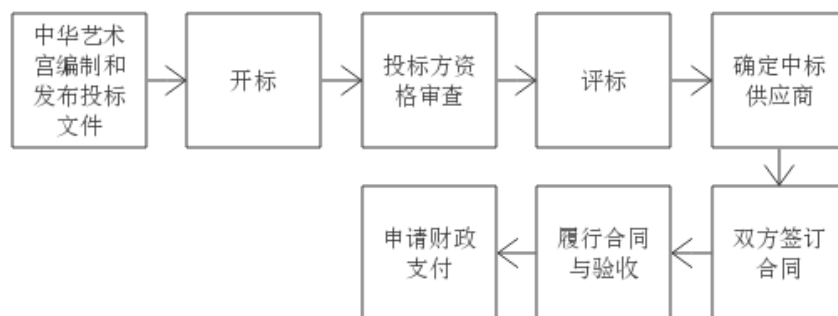 中华艺术
宫编制和
发布投标
文件
开标
投标方资
格审查
评标
确定中标
供应商
双方签订
合同
履行合同
与验收
申请财政
支付